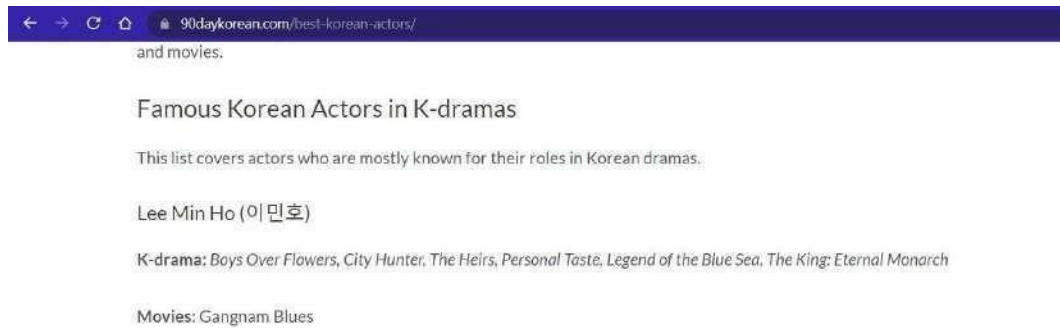 90daykorean.com/best-korean-actors/
and movies.
Famous Korean Actors in K-dramas
This list covers actors who are mostly known for their roles in Korean dramas.
Lee Min Ho (이민호)
K-drama: Boys Over Flowers, City Hunter, The Heirs, Personal Taste, Legend of the Blue Sea, The King: Eternal Monarch
Movies: Gangnam Blues